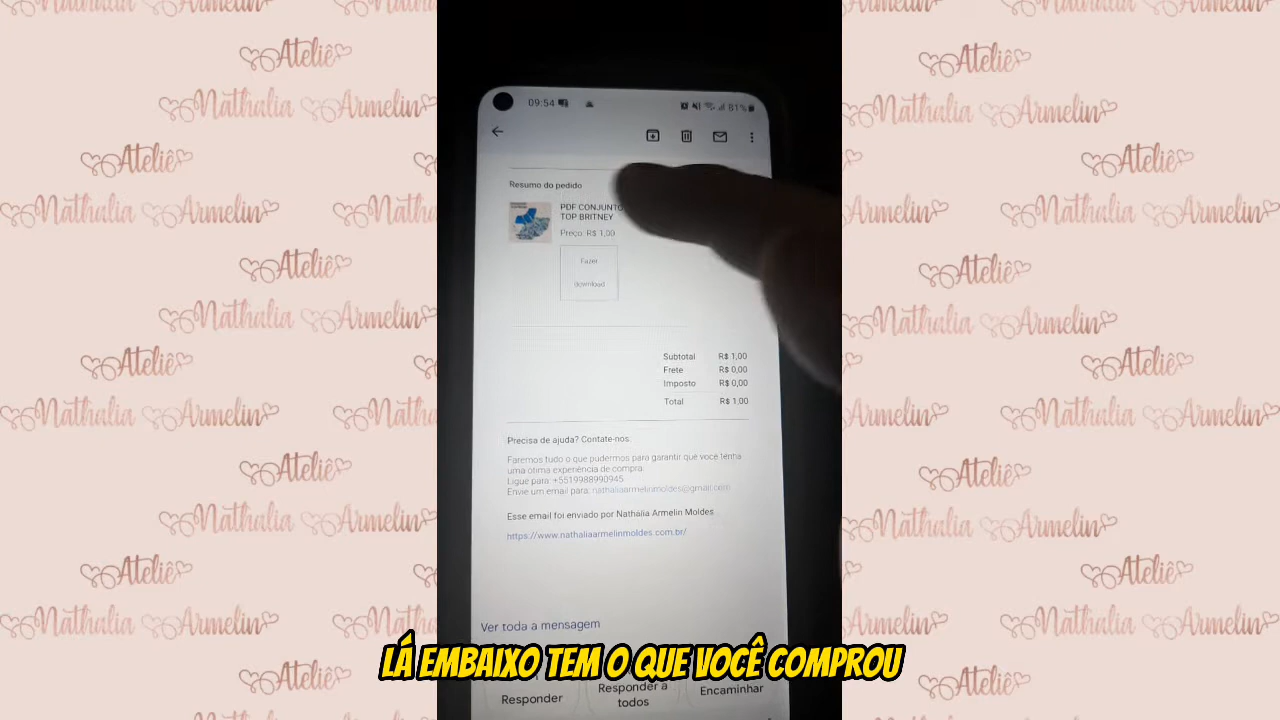 Ateliê
Nathalia Armelin
09:54
81%
Resumo do pedido
PDF CONJUNTO
TOP BRITNEY
Preço: R$ 1,00
Fazer
download
Subtotal R$ 1,00
Frete R$ 0,00
Imposto R$ 0,00
Total R$ 1,00
Precisa de ajuda? Contate-nos.
Faremos tudo o que pudermos para garantir que você tenha
uma ótima experiência de compra.
Ligue para: +5519988990945
Envie um email para: nathaliaarmelinmoldes@gmail.com
Esse email foi enviado por Nathalia Armelin Moldes
https://www.nathaliaarmelinmoldes.com.br/
Ver toda a mensagem
LÁ EMBAIXO TEM O QUE VOCÊ COMPROU
Responder
Responder a
todos
Encaminhar